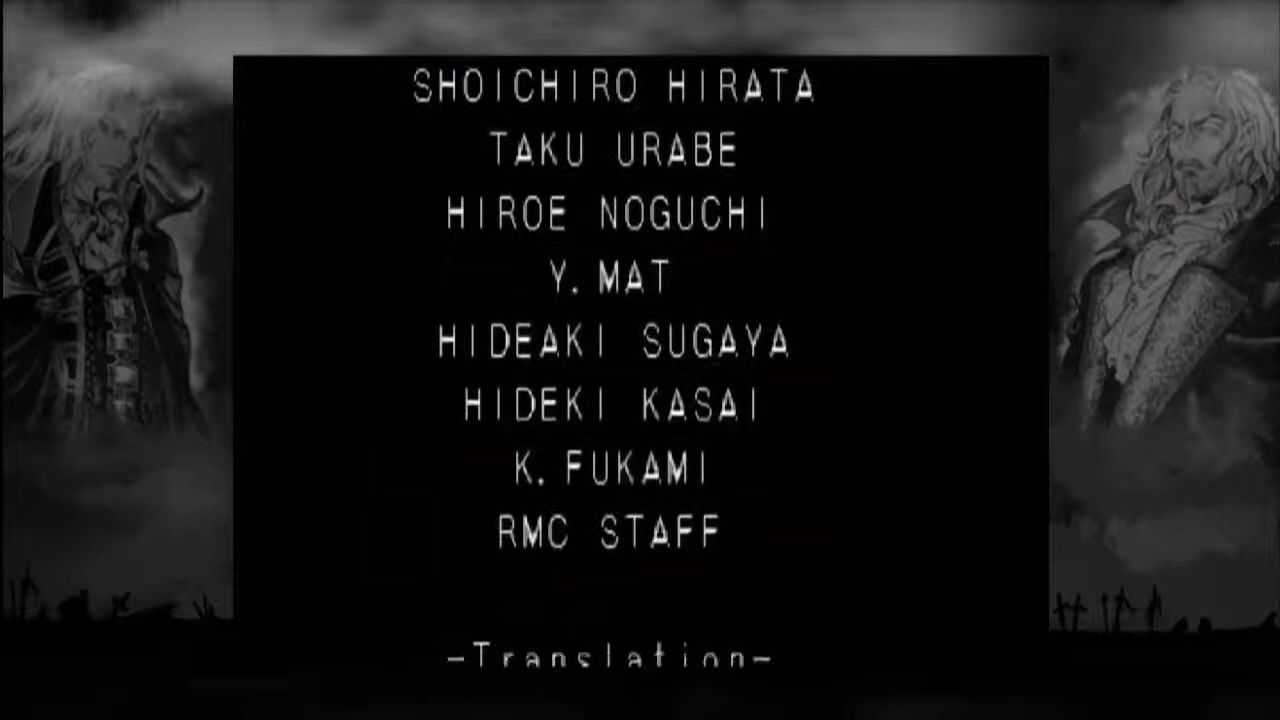 SHOICHIRO HIRATA
TAKU URABE
HIROE NOGUCHI
Y. MAT
HIDEAKI SUGAYA
HIDEKI KASAI
K. FUKAMI
RMC STAFF
-Translation-